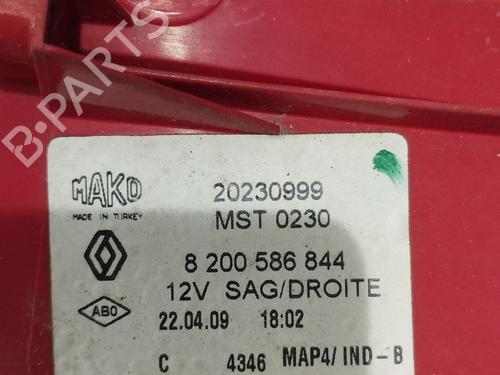 B-PARTS
MAKO 20230999
MADE IN TURKEY MST 0230
8 200 586 844
ABO 12V SAG/DROITE
22.04.09 18:02
C 4346 MAP4/IND-B